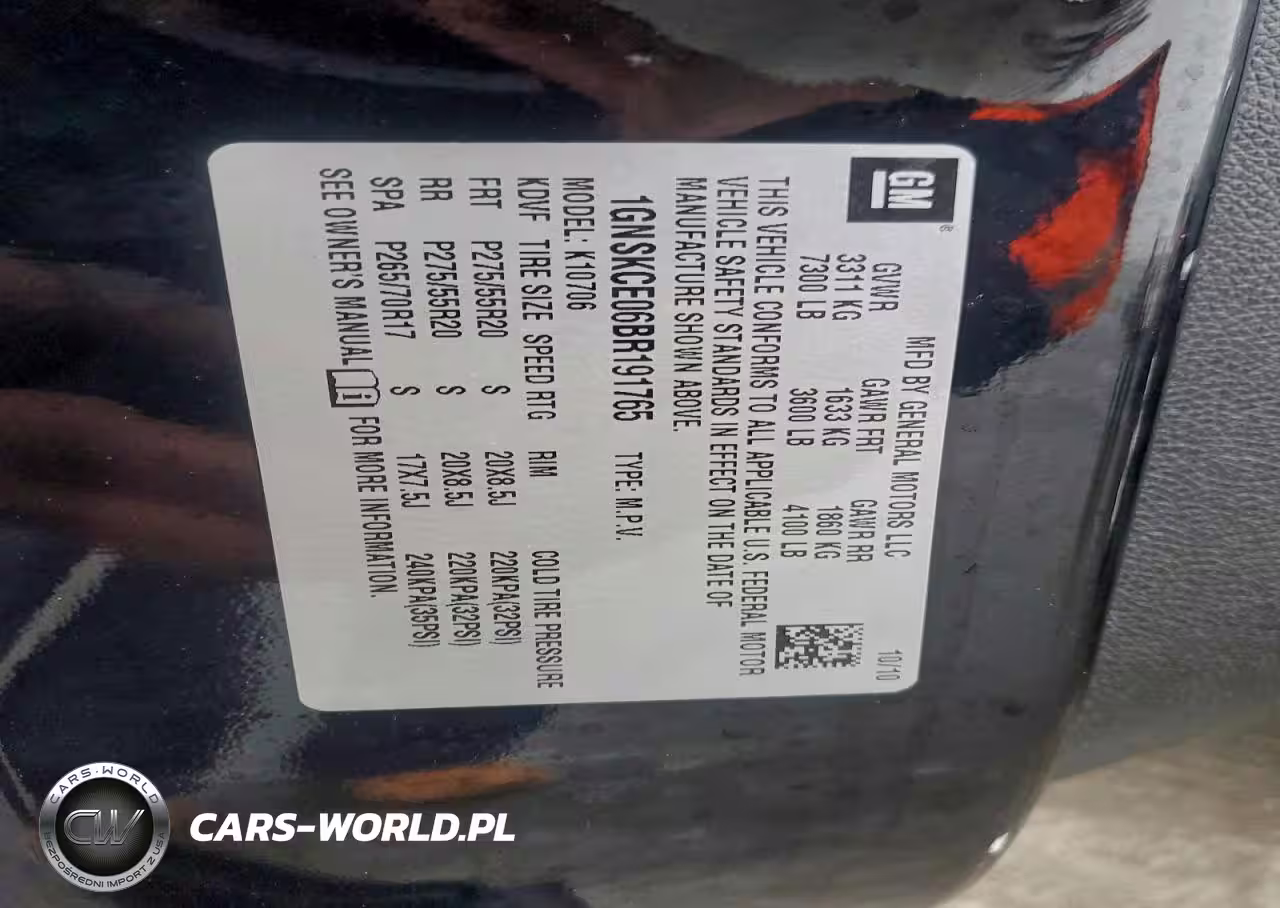 GM
®
MFD BY GENERAL MOTORS LLC 10/10
GVWR GAWR FRT GAWR RR
3311 KG 1633 KG 1860 KG
7300 LB 3600 LB 4100 LB
THIS VEHICLE CONFORMS TO ALL APPLICABLE U.S. FEDERAL MOTOR
VEHICLE SAFETY STANDARDS IN EFFECT ON THE DATE OF
MANUFACTURE SHOWN ABOVE.
1GNSKCE06BR191765 TYPE: M.P.V.
MODEL: K10706
KDVF TIRE SIZE SPEED RTG RIM COLD TIRE PRESSURE
FRT P275/55R20 S 20X8.5J 220KPA(32PSI)
RR P275/55R20 S 20X8.5J 220KPA(32PSI)
SPA P265/70R17 S 17X7.5J 240KPA(35PSI)
SEE OWNER'S MANUAL i FOR MORE INFORMATION.
CARS-WORLD
CW
BEZPOŚREDNI IMPORT Z USA
CARS-WORLD.PL